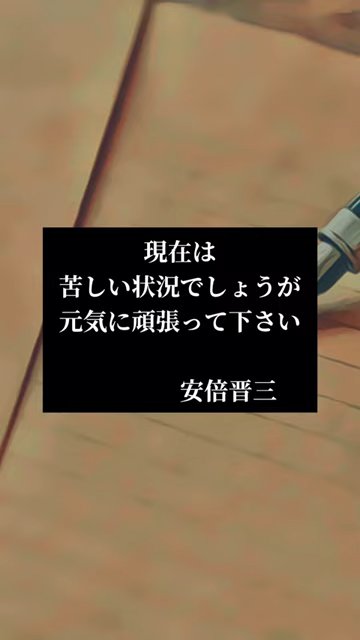 現在は
苦しい状況でしょうが
元気に頑張って下さい
安倍晋三